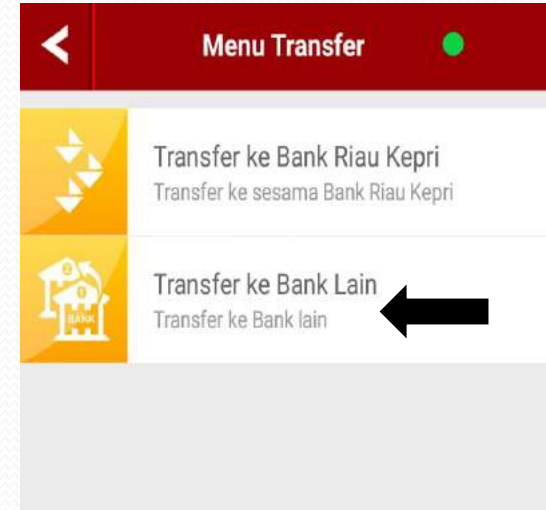 Menu Transfer
Transfer ke Bank Riau Kepri
Transfer ke sesama Bank Riau Kepri
Transfer ke Bank Lain
Transfer ke Bank lain
BANK